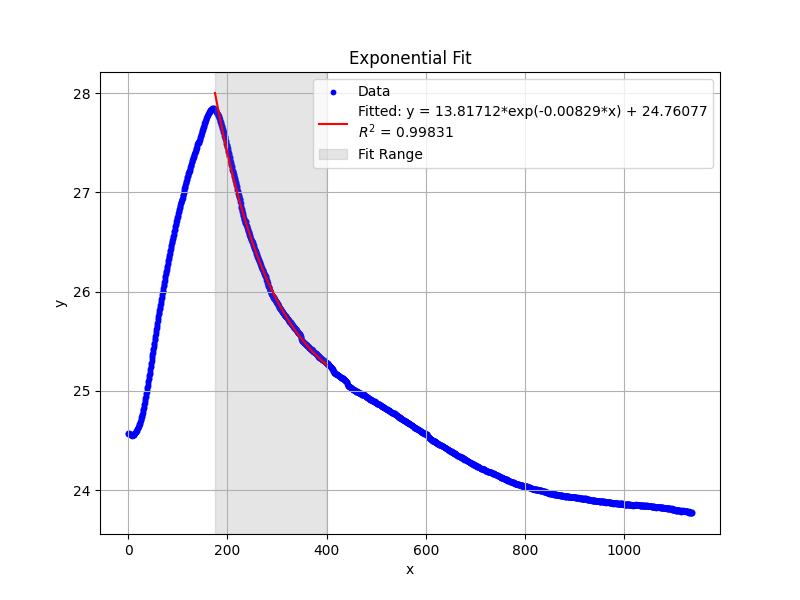 Exponential Fit
28
27
26
25
24
y
Data
Fitted: y = 13.81712*exp(-0.00829*x) + 24.76077
R² = 0.99831
Fit Range
0 200 400 600 800 1000
x